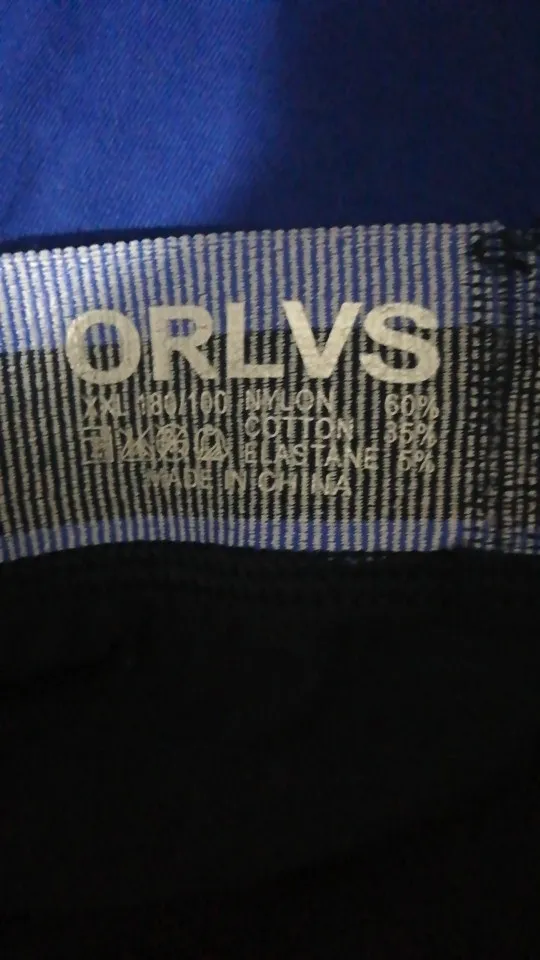 ORLVS
XXL 180/100 NYLON 60%
COTTON 35%
ELASTANE 5%
MADE IN CHINA